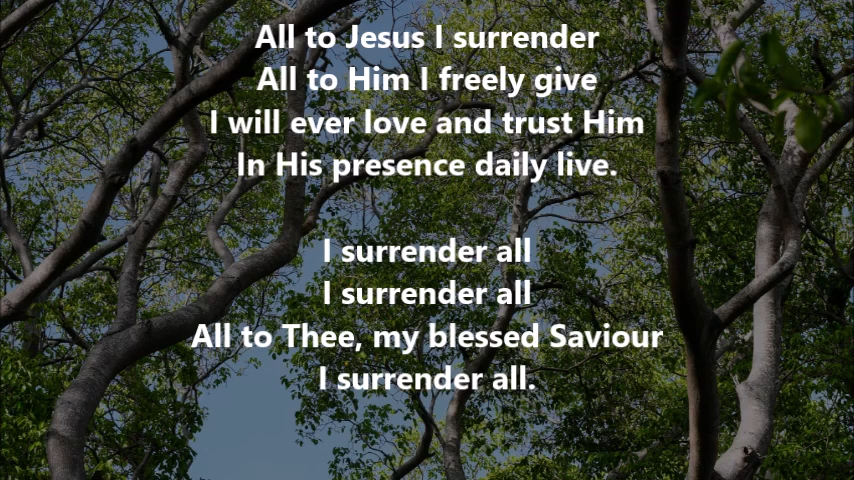 All to Jesus I surrender
All to Him I freely give
I will ever love and trust Him
In His presence daily live.
I surrender all
I surrender all
All to Thee, my blessed Saviour
I surrender all.